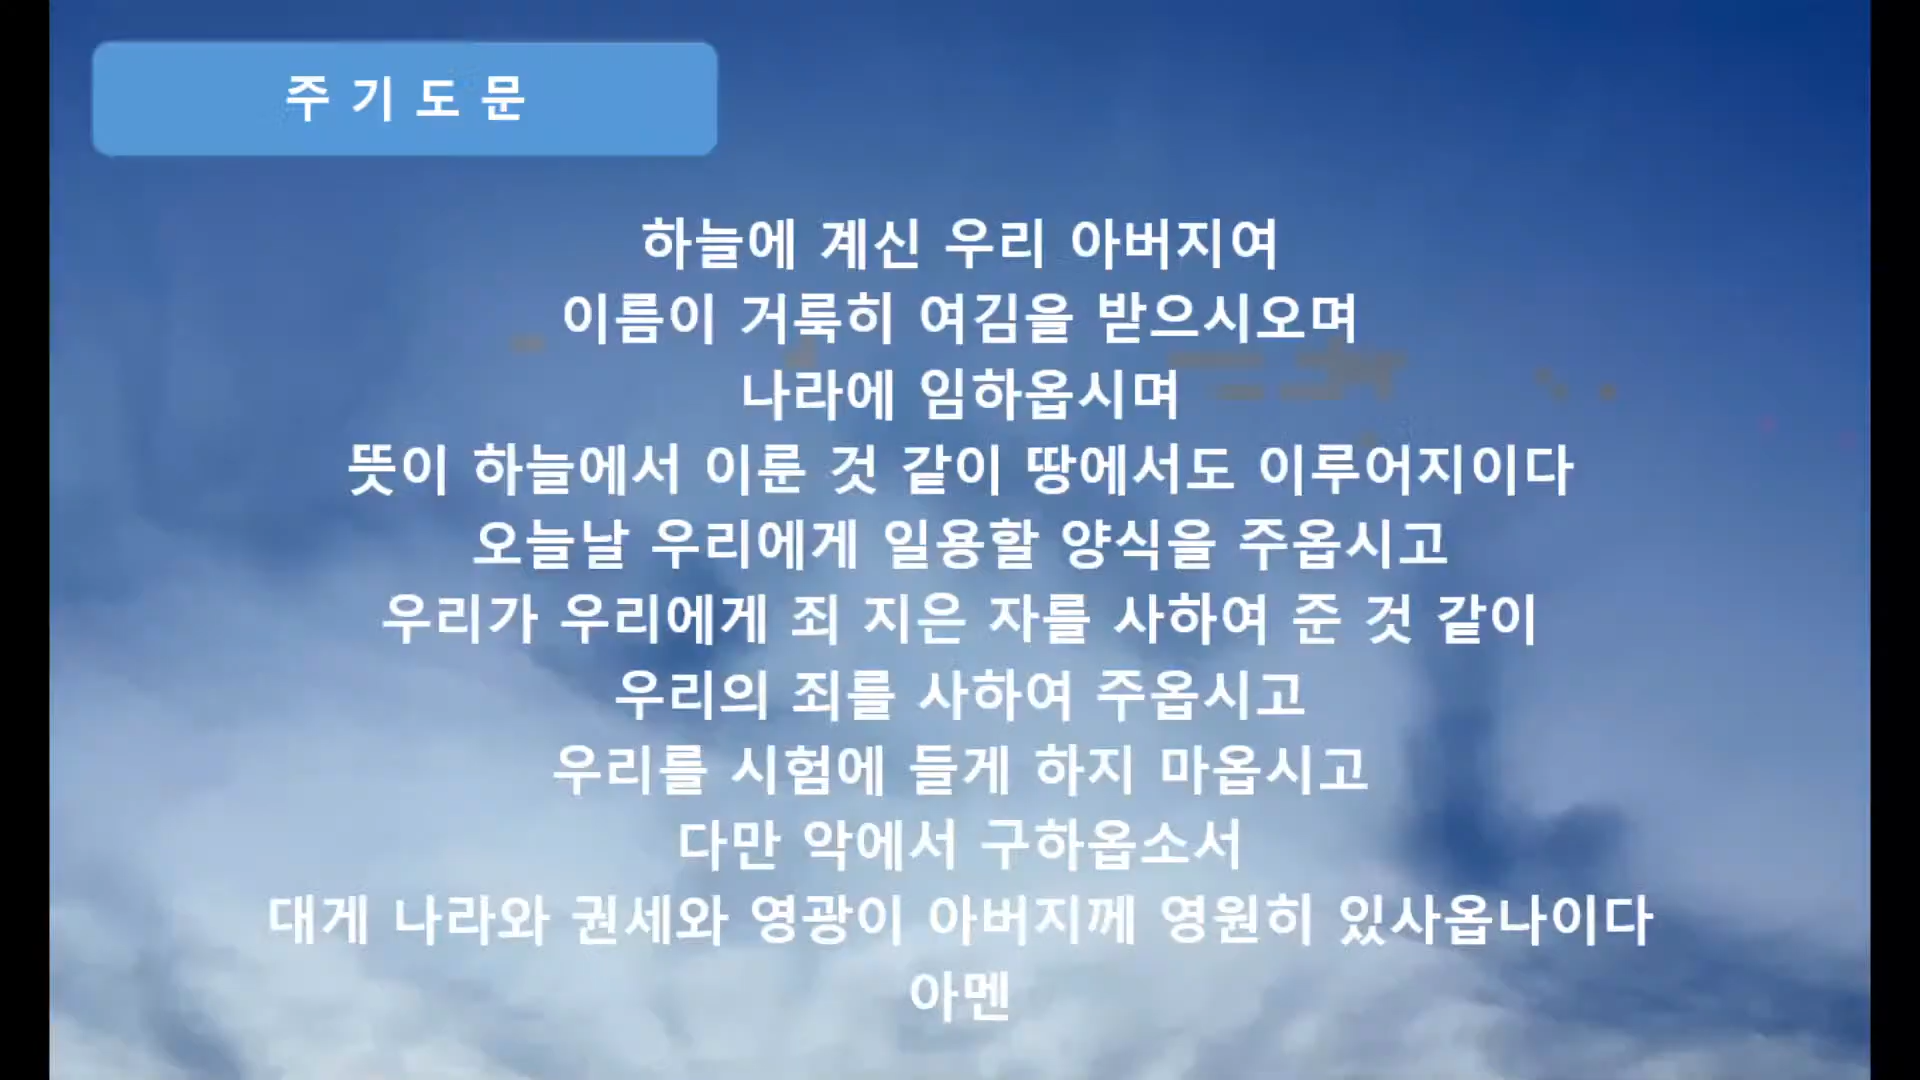 주 기 도 문
하늘에 계신 우리 아버지여
이름이 거룩히 여김을 받으시오며
나라에 임하옵시며
뜻이 하늘에서 이룬 것 같이 땅에서도 이루어지이다
오늘날 우리에게 일용할 양식을 주옵시고
우리가 우리에게 죄 지은 자를 사하여 준 것 같이
우리의 죄를 사하여 주옵시고
우리를 시험에 들게 하지 마옵시고
다만 악에서 구하옵소서
대게 나라와 권세와 영광이 아버지께 영원히 있사옵나이다
아멘